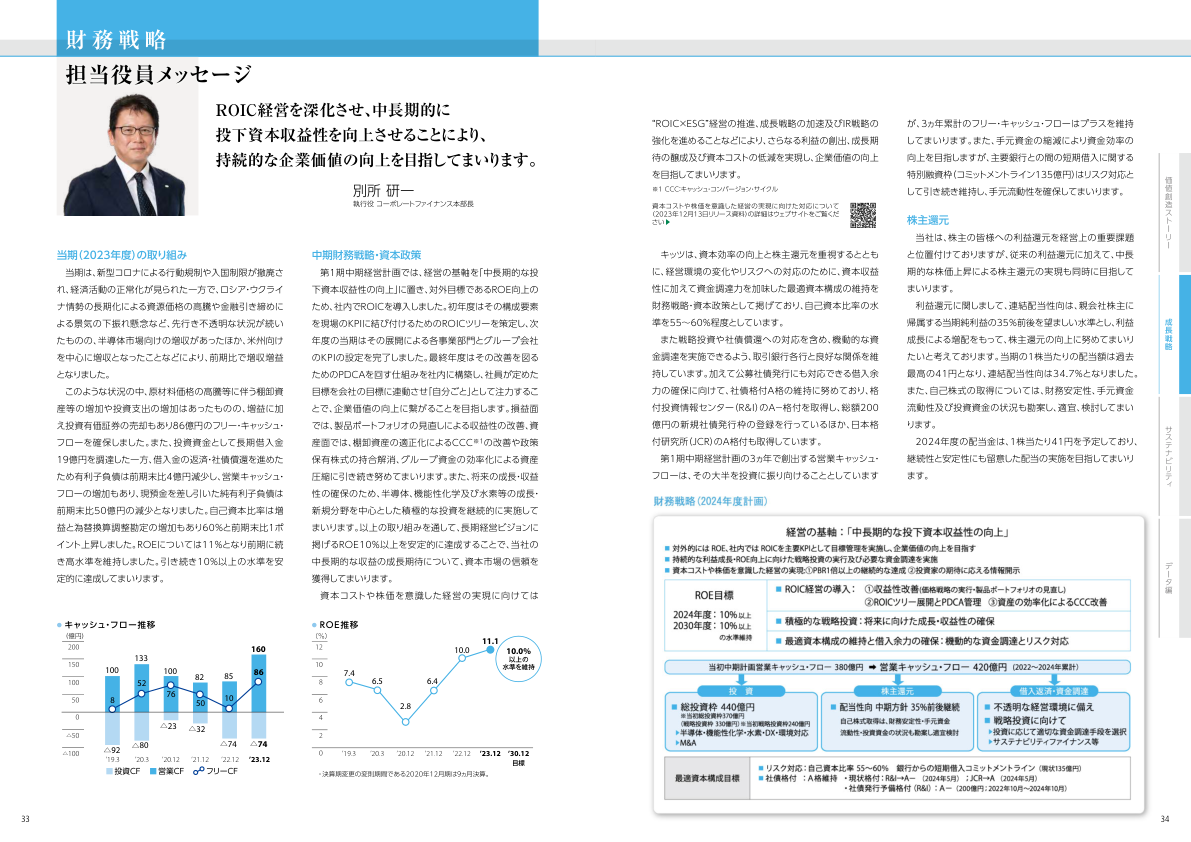 財務戦略
担当役員メッセージ
ROIC経営を深化させ、中長期的に
投下資本収益性を向上させることにより、
持続的な企業価値の向上を目指してまいります。
別所 研一
執行役 コーポレートファイナンス本部長
当期（2023年度）の取り組み
当期は、新型コロナによる行動規制や入国制限が撤廃さ
れ、経済活動の正常化が見られた一方で、ロシア・ウクライ
ナ情勢の長期化による資源価格の高騰や金融引き締めに
よる景気の下振れ懸念など、先行き不透明な状況が続い
たものの、半導体市場向けの増収があったほか、米州向け
を中心に増収となったことなどにより、前期比で増収増益
となりました。
このような状況の中、原材料価格の高騰等に伴う棚卸資
産等の増加や投資支出の増加はあったものの、増益に加
え投資有価証券の売却もあり86億円のフリー・キャッシュ・
フローを確保しました。また、投資資金として長期借入金
19億円を調達した一方、借入金の返済・社債償還を進めた
ため有利子負債は前期末比4億円減少し、営業キャッシュ・
フローの増加もあり、現預金を差し引いた純有利子負債は
前期末比50億円の減少となりました。自己資本比率は増
益と為替換算調整勘定の増加もあり60%と前期末比1ポ
イント上昇しました。ROEについては11%となり前期に続
き高水準を維持しました。引き続き10%以上の水準を安
定的に達成してまいります。
中期財務戦略・資本政策
第1期中期経営計画では、経営の基軸を「中長期的な投
下資本収益性の向上」に置き、対外目標であるROE向上の
ため、社内でROICを導入しました。初年度はその構成要素
を現場のKPIに結び付けるためのROICツリーを策定し、次
年度の当期はその展開による各事業部門とグループ会社
のKPIの設定を完了しました。最終年度はその改善を図る
ためのPDCAを回す仕組みを社内に構築し、社員が定めた
目標を会社の目標に連動させ「自分ごと」として注力するこ
とで、企業価値の向上に繋がることを目指します。損益面
では、製品ポートフォリオの見直しによる収益性の改善、資
産面では、棚卸資産の適正化によるCCC※1の改善や政策
保有株式の持合解消、グループ資金の効率化による資産
圧縮に引き続き努めてまいります。また、将来の成長・収益
性の確保のため、半導体、機能性化学及び水素等の成長・
新規分野を中心とした積極的な投資を継続的に実施して
まいります。以上の取り組みを通して、長期経営ビジョンに
掲げるROE10%以上を安定的に達成することで、当社の
中長期的な収益の成長期待について、資本市場の信頼を
獲得してまいります。
資本コストや株価を意識した経営の実現に向けては
"ROIC×ESG"経営の推進、成長戦略の加速及びIR戦略の
強化を進めることなどにより、さらなる利益の創出、成長期
待の醸成及び資本コストの低減を実現し、企業価値の向上
を目指してまいります。
※1 CCC:キャッシュ・コンバージョン・サイクル
資本コストや株価を意識した経営の実現に向けた対応について
（2023年12月13日リリース資料）の詳細はウェブサイトをご覧くだ
さい▶
キッツは、資本効率の向上と株主還元を重視するととも
に、経営環境の変化やリスクへの対応のために、資本収益
性に加えて資金調達力を加味した最適資本構成の維持を
財務戦略・資本政策として掲げており、自己資本比率の水
準を55～60%程度としています。
また戦略投資や社債償還への対応を含め、機動的な資
金調達を実施できるよう、取引銀行各行と良好な関係を維
持しています。加えて公募社債発行にも対応できる借入余
力の確保に向けて、社債格付A格の維持に努めており、格
付投資情報センター（R&I）のA－格付を取得し、総額200
億円の新規社債発行枠の登録を行っているほか、日本格
付研究所（JCR）のA格付も取得しています。
第1期中期経営計画の3ヵ年で創出する営業キャッシュ・
フローは、その大半を投資に振り向けることとしています
が、3ヵ年累計のフリー・キャッシュ・フローはプラスを維持
してまいります。また、手元資金の縮減により資金効率の
向上を目指しますが、主要銀行との間の短期借入に関する
特別融資枠（コミットメントライン135億円）はリスク対応と
して引き続き維持し、手元流動性を確保してまいります。
株主還元
当社は、株主の皆様への利益還元を経営上の重要課題
と位置付けておりますが、従来の利益還元に加えて、中長
期的な株価上昇による株主還元の実現も同時に目指して
まいります。
利益還元に関しまして、連結配当性向は、親会社株主に
帰属する当期純利益の35%前後を望ましい水準とし、利益
成長による増配をもって、株主還元の向上に努めてまいり
たいと考えております。当期の1株当たりの配当額は過去
最高の41円となり、連結配当性向は34.7%となりました。
また、自己株式の取得については、財務安定性、手元資金
流動性及び投資資金の状況も勘案し、適宜、検討してまい
ります。
2024年度の配当金は、1株当たり41円を予定しており、
継続性と安定性にも留意した配当の実施を目指してまいり
ます。
キャッシュ・フロー推移
（億円）
200
150
100
50
0
△50
△100
100
133
100
82
85
160
8
52
76
50
10
86
△92
△80
△23
△32
△74
△74
'19.3
'20.3
'20.12
'21.12
'22.12
'23.12
投資CF
営業CF
フリーCF
ROE推移
（%）
12
10
8
6
4
2
0
7.4
6.5
2.8
6.4
10.0
11.1
10.0%
以上の
水準を維持
'19.3
'20.3
'20.12
'21.12
'22.12
'23.12
'30.12
目標
・決算期変更の変則期間である2020年12月期は9ヵ月決算。
財務戦略（2024年度計画）
経営の基軸：「中長期的な投下資本収益性の向上」
■ 対外的には ROE、社内では ROICを主要KPIとして目標管理を実施し、企業価値の向上を目指す
■ 持続的な利益成長・ROE向上に向けた戦略投資の実行及び必要な資金調達を実施
■ 資本コストや株価を意識した経営の実現:①PBR1倍以上の継続的な達成 ②投資家の期待に応える情報開示
ROE目標
2024年度：10%以上
2030年度：10%以上
の水準維持
■ ROIC経営の導入： ①収益性改善(価格戦略の実行・製品ポートフォリオの見直し)
②ROICツリー展開とPDCA管理 ③資産の効率化によるCCC改善
■ 積極的な戦略投資：将来に向けた成長・収益性の確保
■ 最適資本構成の維持と借入余力の確保：機動的な資金調達とリスク対応
当初中期計画営業キャッシュ・フロー 380億円 ➡ 営業キャッシュ・フロー 420億円 （2022～2024年累計）
投 資
■ 総投資枠 440億円
※当初総投資枠370億円
（戦略投資枠 330億円）※当初戦略投資枠240億円
▶半導体・機能性化学・水素・DX・環境対応
▶M&A
株主還元
■ 配当性向 中期方針 35%前後継続
自己株式取得は、財務安定性・手元資金
流動性・投資資金の状況も勘案し適宜検討
借入返済・資金調達
■ 不透明な経営環境に備え
■ 戦略投資に向けて
▶投資に応じて適切な資金調達手段を選択
▶サステナビリティファイナンス等
最適資本構成目標
■ リスク対応：自己資本比率 55～60% 銀行からの短期借入コミットメントライン （現状135億円）
■ 社債格付 ：A格維持 ・現状格付：R&I→A－ （2024年5月）；JCR→A （2024年5月）
・社債発行予備格付（R&I）：A－（200億円；2022年10月～2024年10月）
価値創造ストーリー
成長戦略
サステナビリティ
データ編
33
34